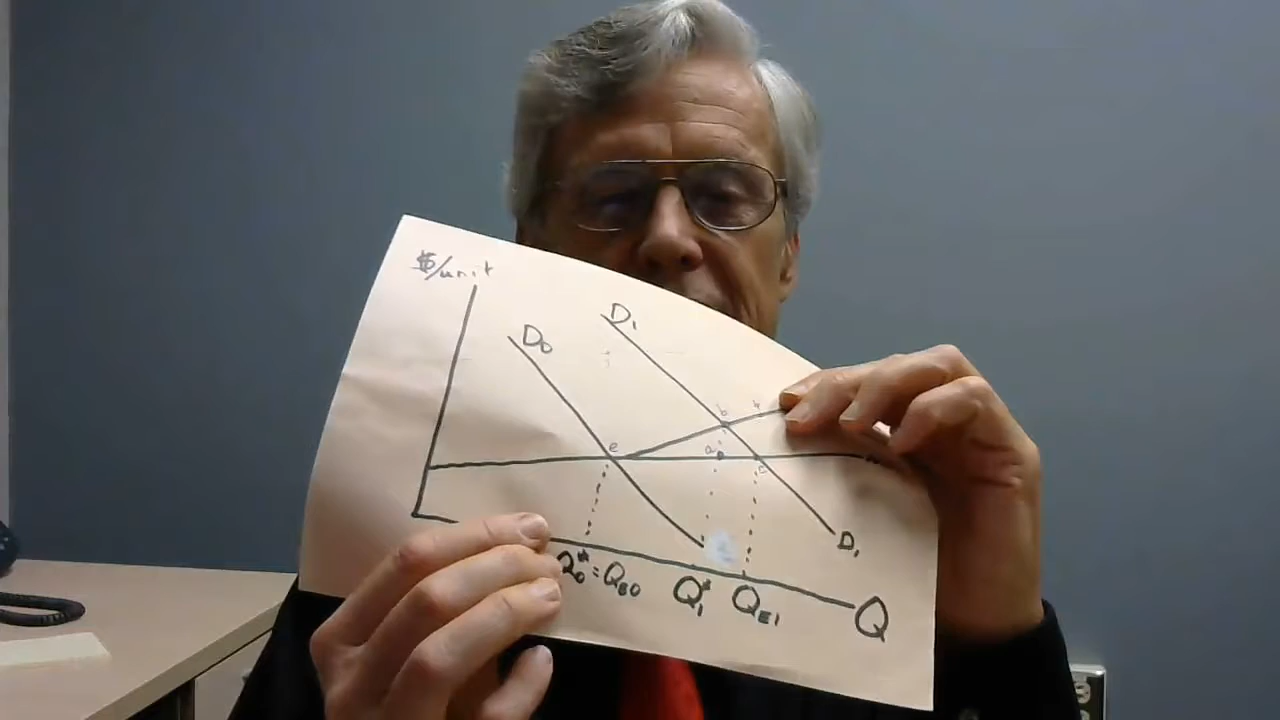 $/unit
D₁
D₀
b
e
a
c
D₁
Q₀* = QE0
Q₁*
QE1
Q